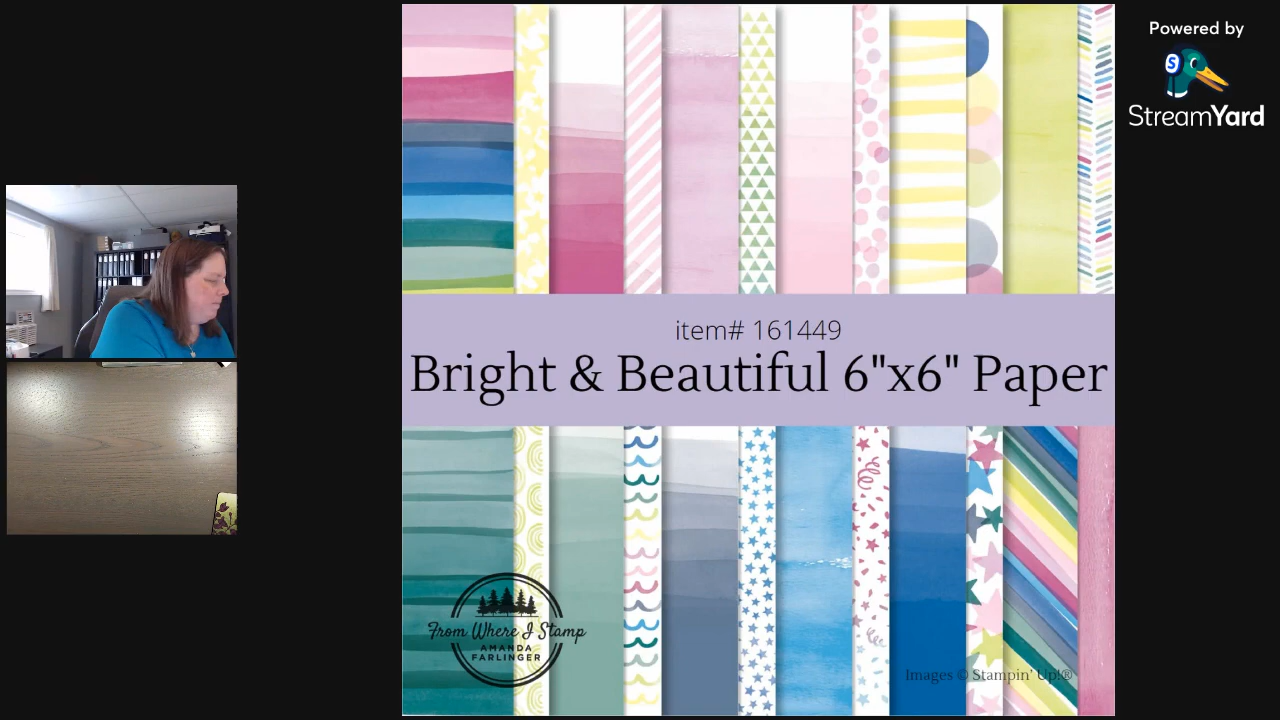 Powered by
S
StreamYard
item# 161449
Bright & Beautiful 6"x6" Paper
From Where I Stamp
AMANDA
FARLINGER
Images © Stampin' Up!®